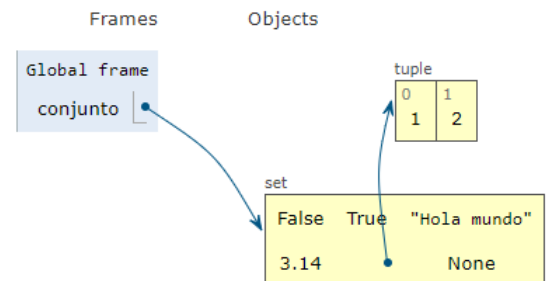 Frames Objects
Global frame
conjunto
tuple
0 1
1 2
set
False True "Hola mundo"
3.14 None